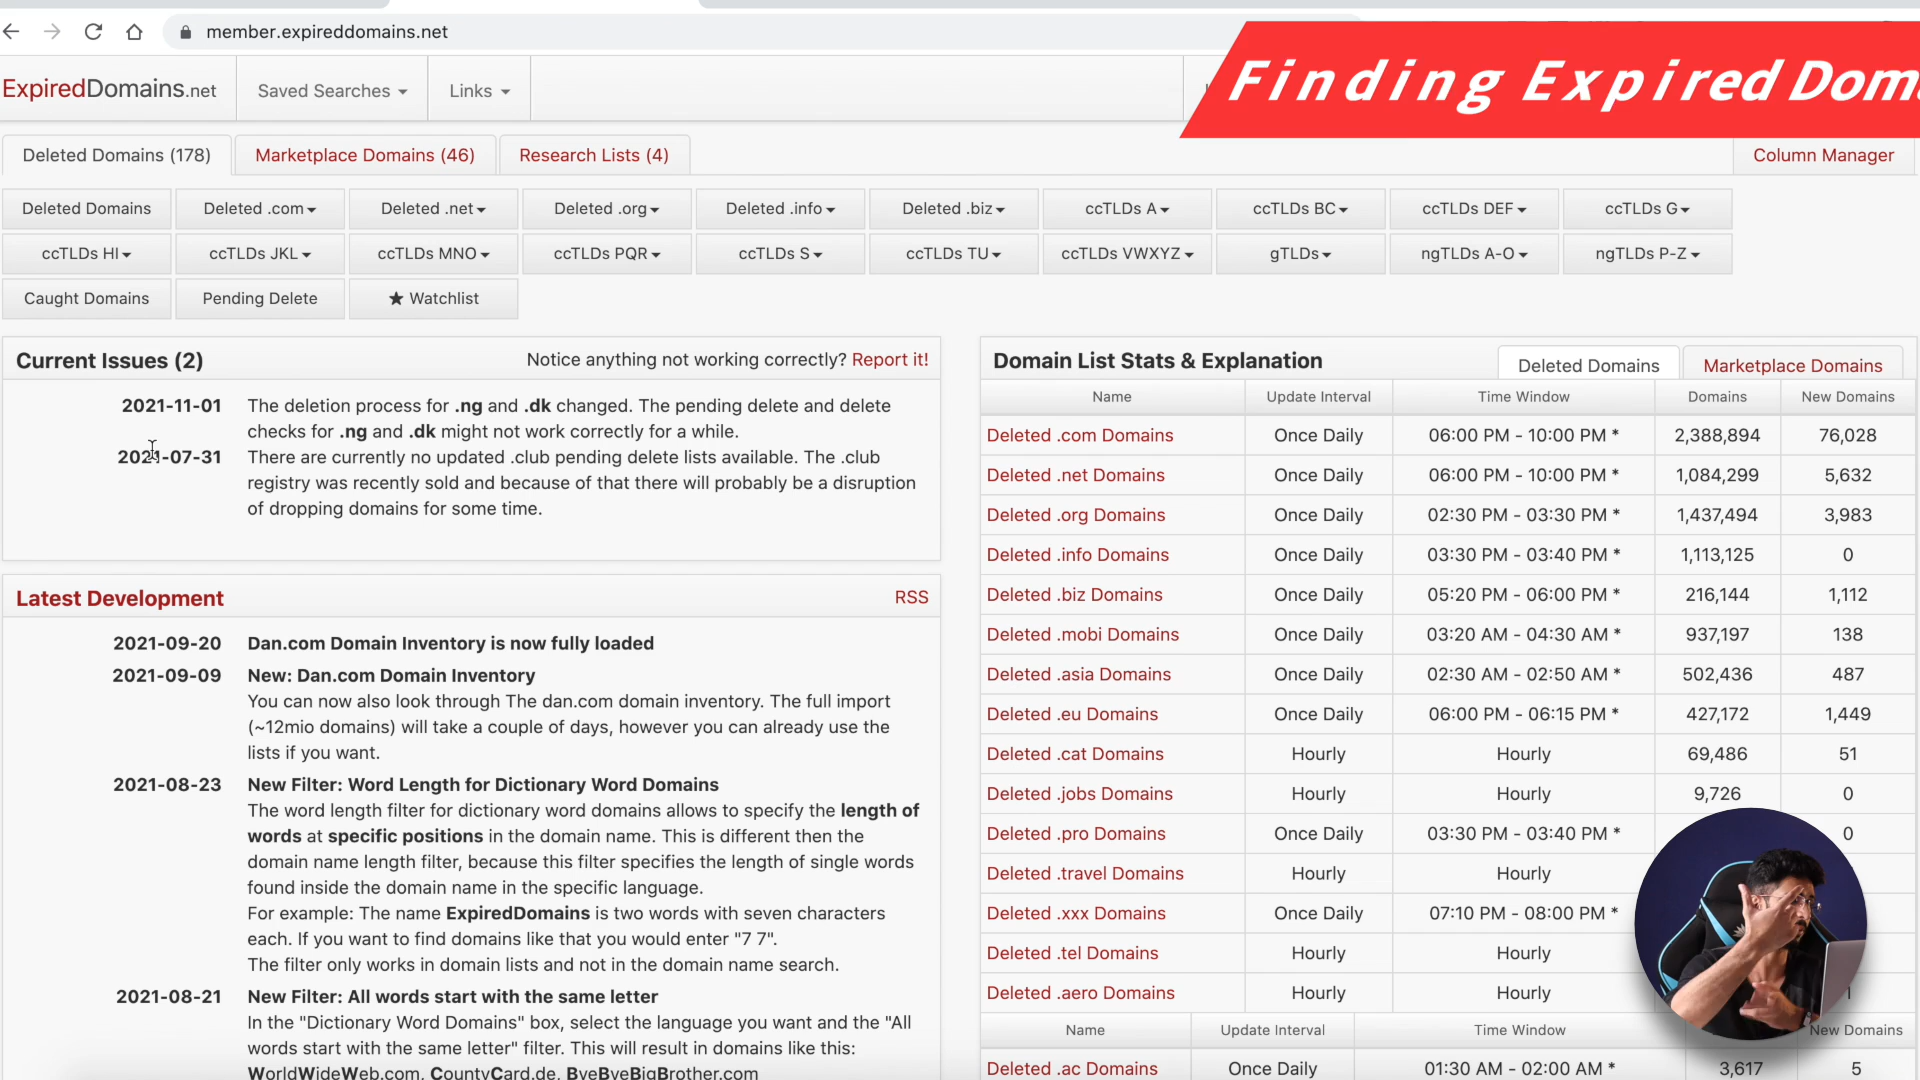 member.expireddomains.net
Finding Expired Dom
ExpiredDomains.net
Saved Searches
Links
Deleted Domains (178)
Marketplace Domains (46)
Research Lists (4)
Column Manager
Deleted Domains
Deleted .com
Deleted .net
Deleted .org
Deleted .info
Deleted .biz
ccTLDs A
ccTLDs BC
ccTLDs DEF
ccTLDs G
ccTLDs HI
ccTLDs JKL
ccTLDs MNO
ccTLDs PQR
ccTLDs S
ccTLDs TU
ccTLDs VWXYZ
gTLDs
ngTLDs A-O
ngTLDs P-Z
Caught Domains
Pending Delete
★ Watchlist
Current Issues (2)
Notice anything not working correctly? Report it!
2021-11-01 The deletion process for .ng and .dk changed. The pending delete and delete
checks for .ng and .dk might not work correctly for a while.
2021-07-31 There are currently no updated .club pending delete lists available. The .club
registry was recently sold and because of that there will probably be a disruption
of dropping domains for some time.
Latest Development
RSS
2021-09-20 Dan.com Domain Inventory is now fully loaded
2021-09-09 New: Dan.com Domain Inventory
You can now also look through The dan.com domain inventory. The full import
(~12mio domains) will take a couple of days, however you can already use the
lists if you want.
2021-08-23 New Filter: Word Length for Dictionary Word Domains
The word length filter for dictionary word domains allows to specify the length of
words at specific positions in the domain name. This is different then the
domain name length filter, because this filter specifies the length of single words
found inside the domain name in the specific language.
For example: The name ExpiredDomains is two words with seven characters
each. If you want to find domains like that you would enter "7 7".
The filter only works in domain lists and not in the domain name search.
2021-08-21 New Filter: All words start with the same letter
In the "Dictionary Word Domains" box, select the language you want and the "All
words start with the same letter" filter. This will result in domains like this:
WorldWideWeb.com, CountyCard.de, ByeByeBigBrother.com
Domain List Stats & Explanation
Deleted Domains
Marketplace Domains
Name Update Interval Time Window Domains New Domains
Deleted .com Domains Once Daily 06:00 PM - 10:00 PM * 2,388,894 76,028
Deleted .net Domains Once Daily 06:00 PM - 10:00 PM * 1,084,299 5,632
Deleted .org Domains Once Daily 02:30 PM - 03:30 PM * 1,437,494 3,983
Deleted .info Domains Once Daily 03:30 PM - 03:40 PM * 1,113,125 0
Deleted .biz Domains Once Daily 05:20 PM - 06:00 PM * 216,144 1,112
Deleted .mobi Domains Once Daily 03:20 AM - 04:30 AM * 937,197 138
Deleted .asia Domains Once Daily 02:30 AM - 02:50 AM * 502,436 487
Deleted .eu Domains Once Daily 06:00 PM - 06:15 PM * 427,172 1,449
Deleted .cat Domains Hourly Hourly 69,486 51
Deleted .jobs Domains Hourly Hourly 9,726 0
Deleted .pro Domains Once Daily 03:30 PM - 03:40 PM * 0
Deleted .travel Domains Hourly Hourly
Deleted .xxx Domains Once Daily 07:10 PM - 08:00 PM *
Deleted .tel Domains Hourly Hourly
Deleted .aero Domains Hourly Hourly
Name Update Interval Time Window New Domains
Deleted .ac Domains Once Daily 01:30 AM - 02:00 AM * 3,617 5